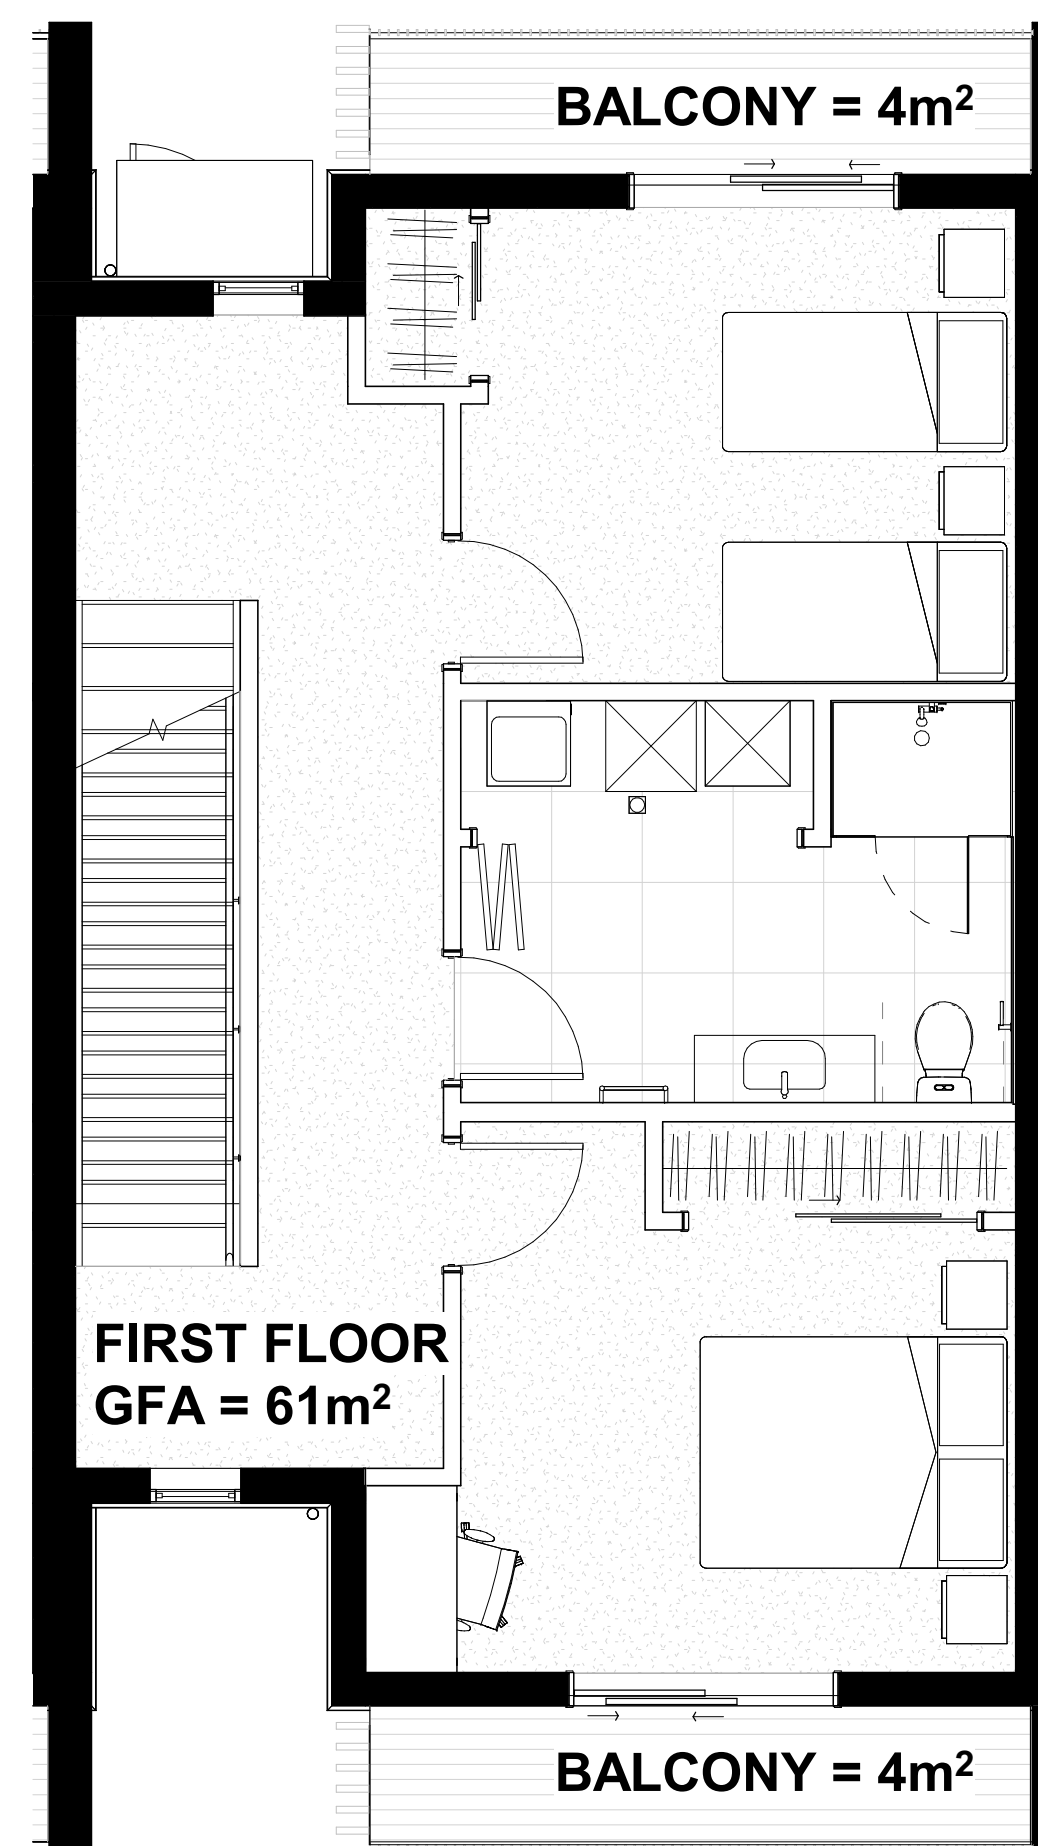 BALCONY = 4m²
FIRST FLOOR
GFA = 61m²
BALCONY = 4m²